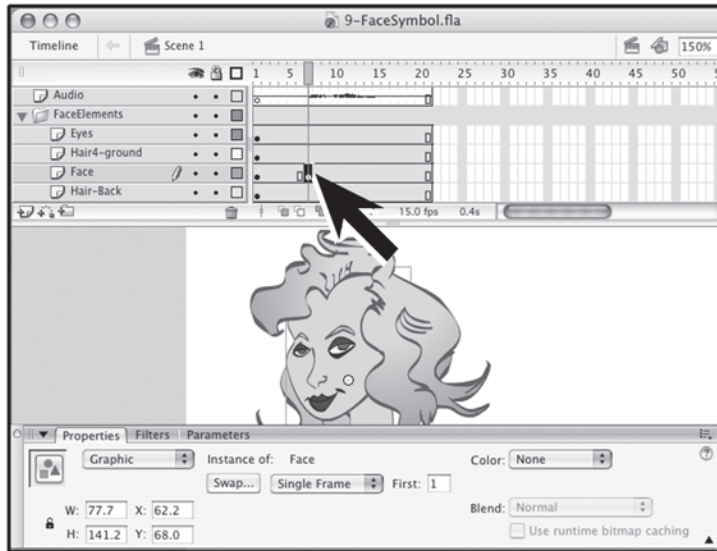 9-FaceSymbol.fla
Timeline
Scene 1
150%
1 5 10 15 20 25 30 35 40 45 50
Audio
FaceElements
Eyes
Hair4-ground
Face
Hair-Back
15.0 fps 0.4s
Properties Filters Parameters
Graphic Instance of: Face Color: None
Swap... Single Frame First: 1
W: 77.7 X: 62.2 Blend: Normal
Use runtime bitmap caching
H: 141.2 Y: 68.0